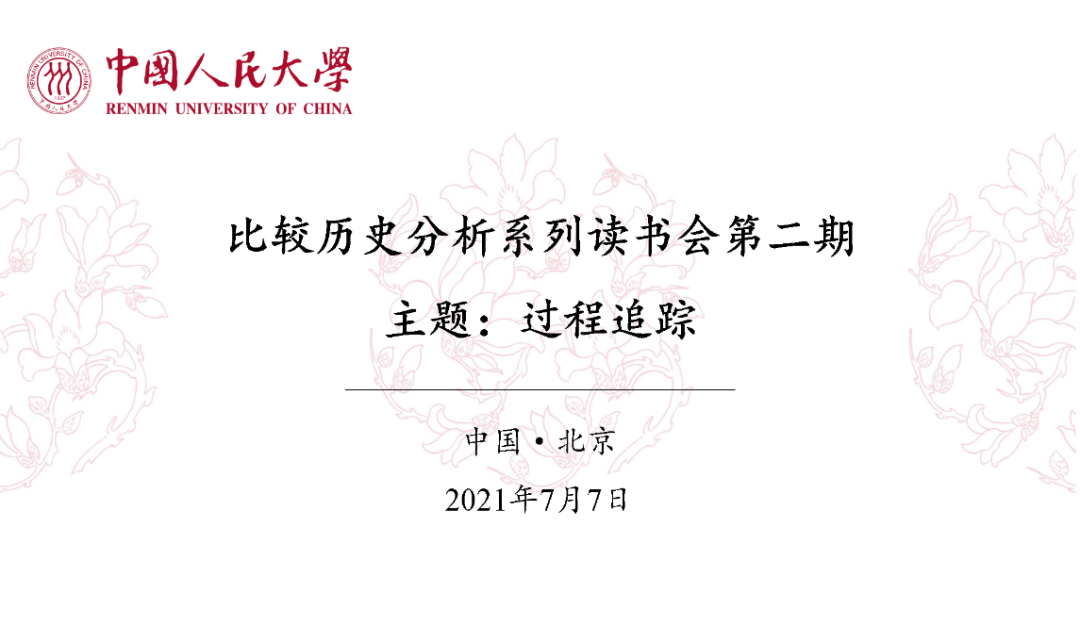 中國人民大學
RENMIN UNIVERSITY OF CHINA
RENMIN UNIVERSITY OF CHINA
1937
中国人民大学
比较历史分析系列读书会第二期
主题：过程追踪
中国·北京
2021年7月7日